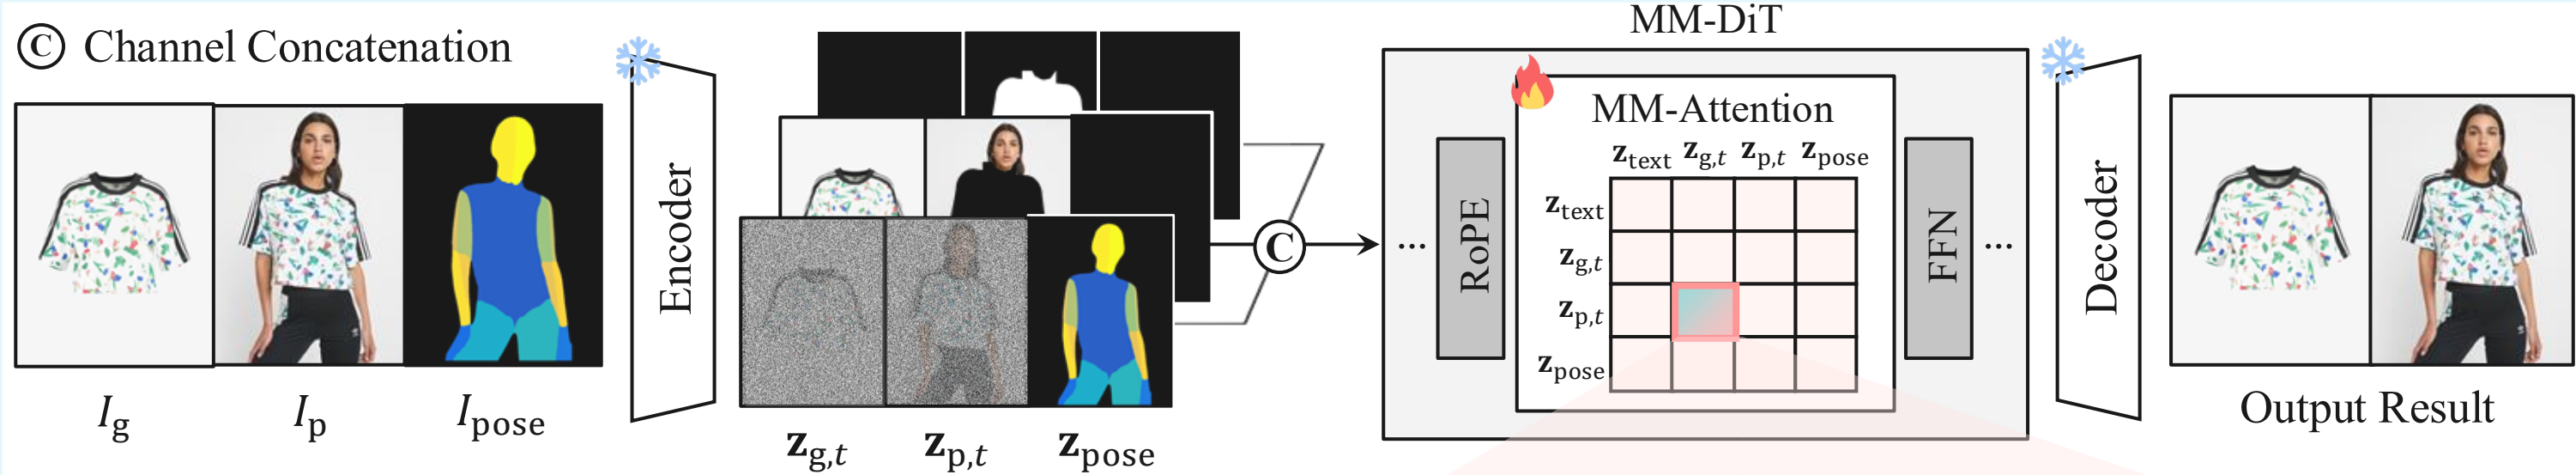 © Channel Concatenation
I_g
I_p
I_pose
Encoder
z_g,t
z_p,t
z_pose
C
MM-DiT
...
RoPE
MM-Attention
z_text z_g,t z_p,t z_pose
z_text
z_g,t
z_p,t
z_pose
FFN
...
Decoder
Output Result